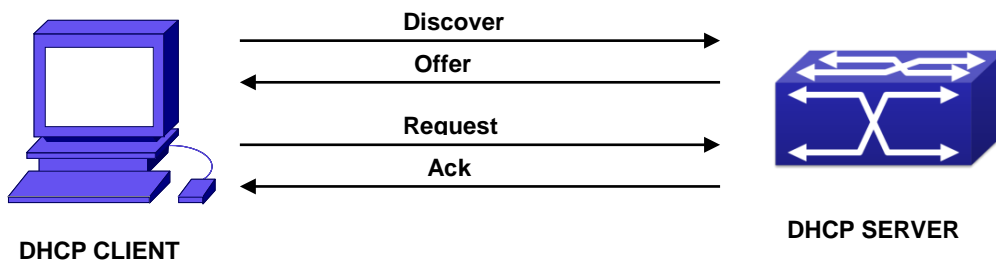 Discover
Offer
Request
Ack
DHCP CLIENT
DHCP SERVER